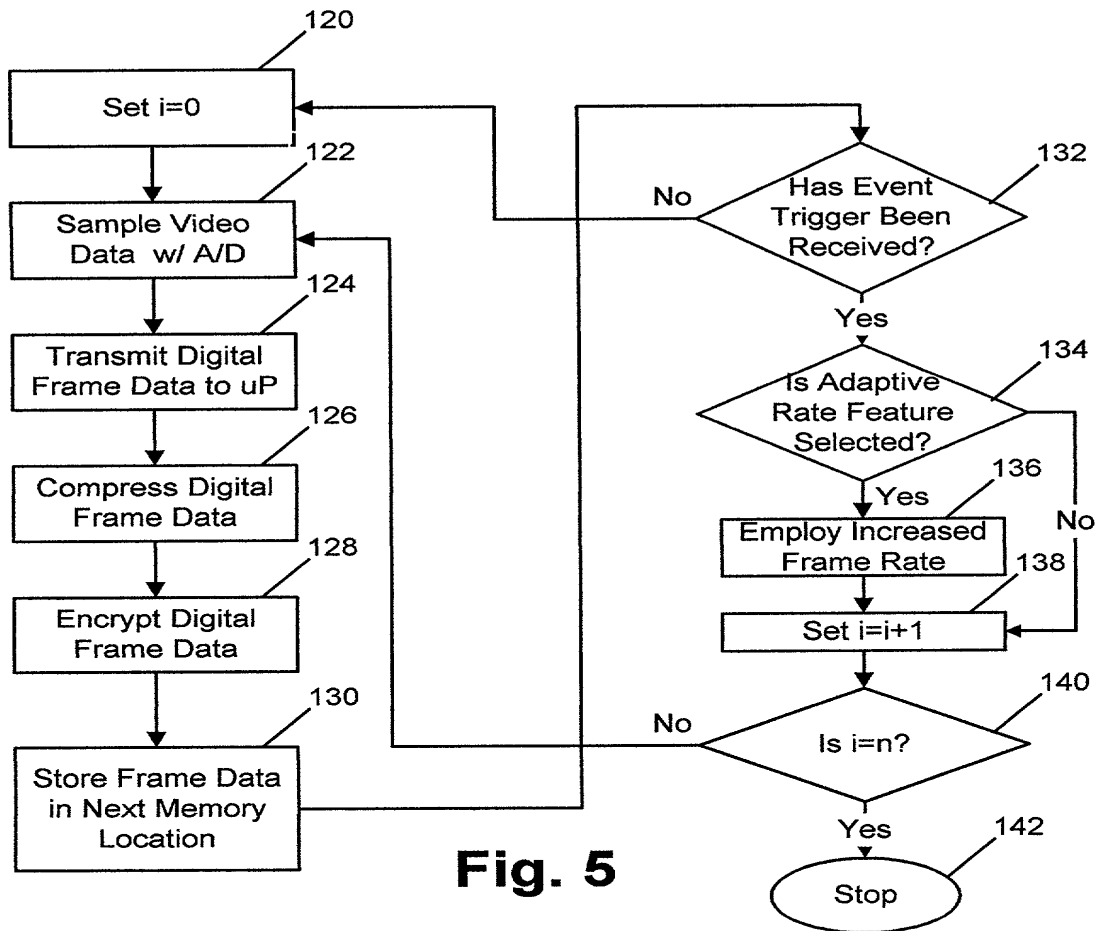 120
Set i=0
122
Sample Video
Data w/ A/D
124
Transmit Digital
Frame Data to uP
126
Compress Digital
Frame Data
128
Encrypt Digital
Frame Data
130
Store Frame Data
in Next Memory
Location
132
No
Has Event
Trigger Been
Received?
Yes
134
Is Adaptive
Rate Feature
Selected?
Yes
No
136
Employ Increased
Frame Rate
138
Set i=i+1
140
No
Is i=n?
Yes
142
Stop
Fig. 5